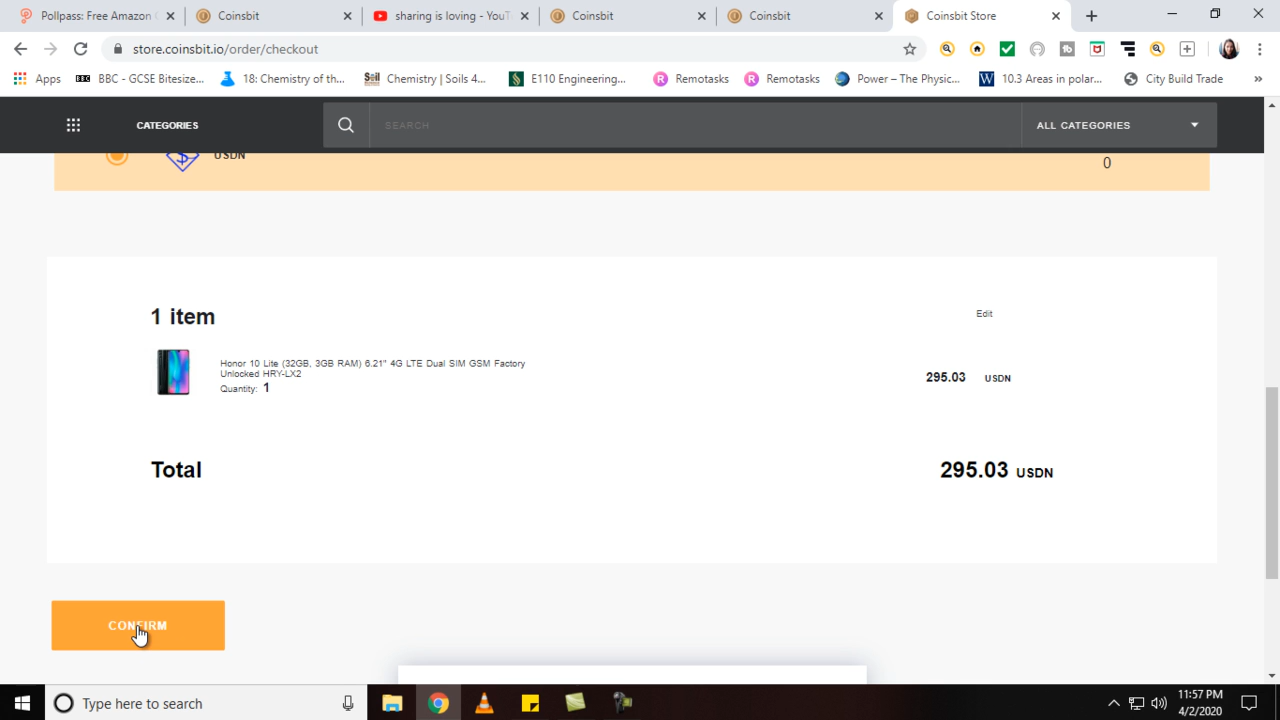 Pollpass: Free Amazon
Coinsbit
sharing is loving - YouT
Coinsbit
Coinsbit
Coinsbit Store
store.coinsbit.io/order/checkout
Apps
BBC - GCSE Bitesize...
18: Chemistry of th...
Soil
Chemistry | Soils 4...
E110 Engineering...
R
Remotasks
R
Remotasks
Power – The Physic...
W
10.3 Areas in polar...
City Build Trade
»
CATEGORIES
SEARCH
ALL CATEGORIES
USDN
0
1 item
Edit
Honor 10 Lite (32GB, 3GB RAM) 6.21" 4G LTE Dual SIM GSM Factory
Unlocked HRY-LX2
Quantity: 1
295.03 USDN
Total
295.03 USDN
CONFIRM
Type here to search
11:57 PM
4/2/2020